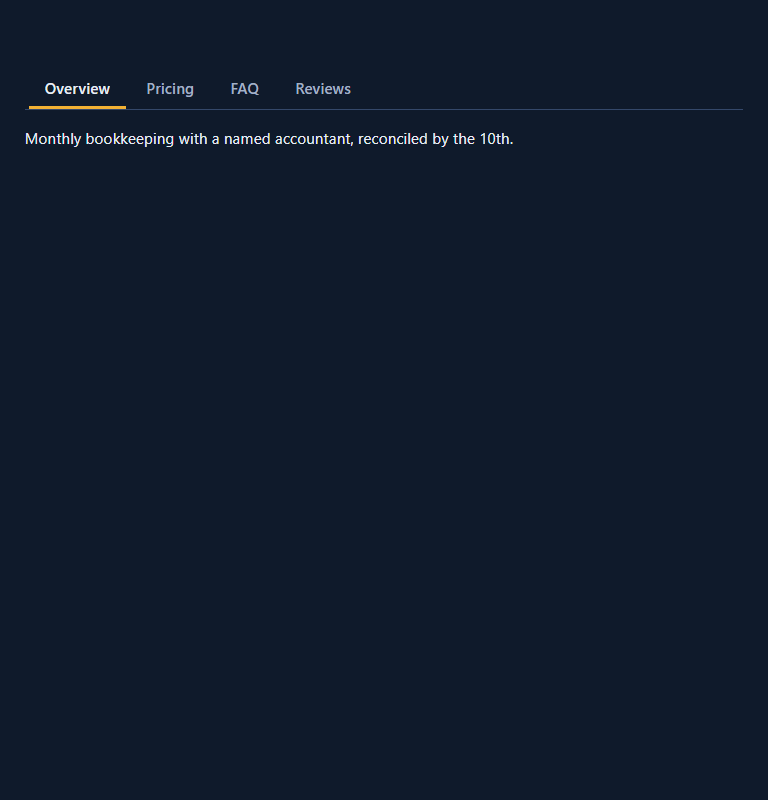 Overview Pricing FAQ Reviews
Monthly bookkeeping with a named accountant, reconciled by the 10th.